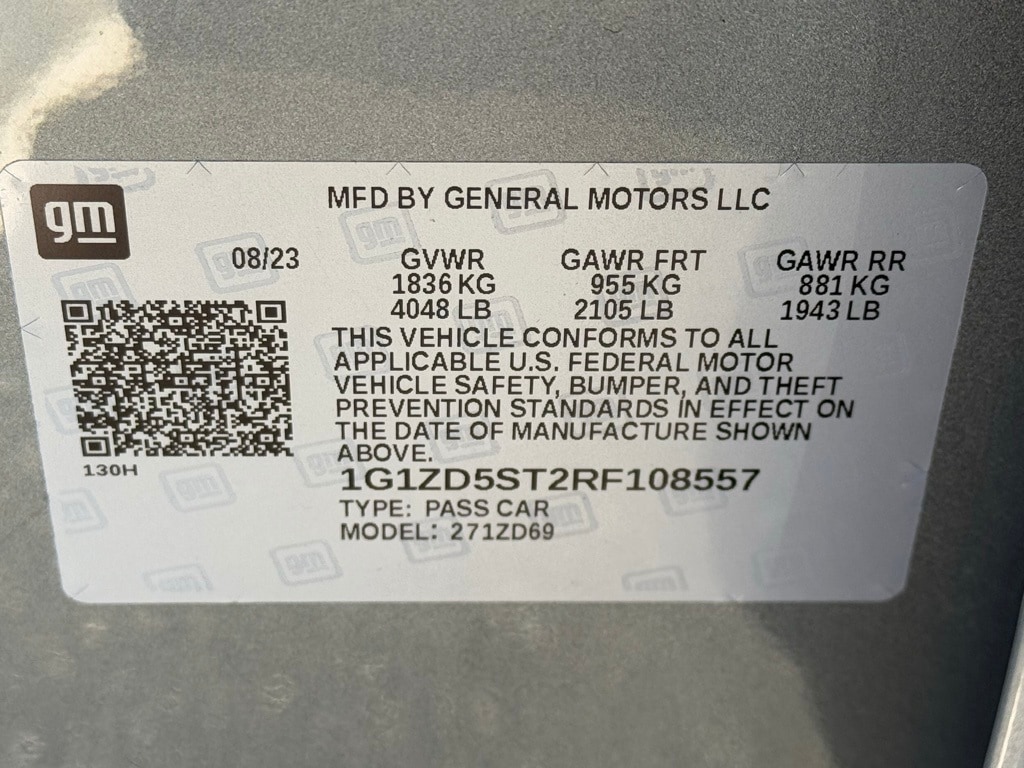 gm
MFD BY GENERAL MOTORS LLC
08/23 GVWR GAWR FRT GAWR RR
1836 KG 955 KG 881 KG
4048 LB 2105 LB 1943 LB
THIS VEHICLE CONFORMS TO ALL
APPLICABLE U.S. FEDERAL MOTOR
VEHICLE SAFETY, BUMPER, AND THEFT
PREVENTION STANDARDS IN EFFECT ON
THE DATE OF MANUFACTURE SHOWN
ABOVE.
130H
1G1ZD5ST2RF108557
TYPE: PASS CAR
MODEL: 271ZD69